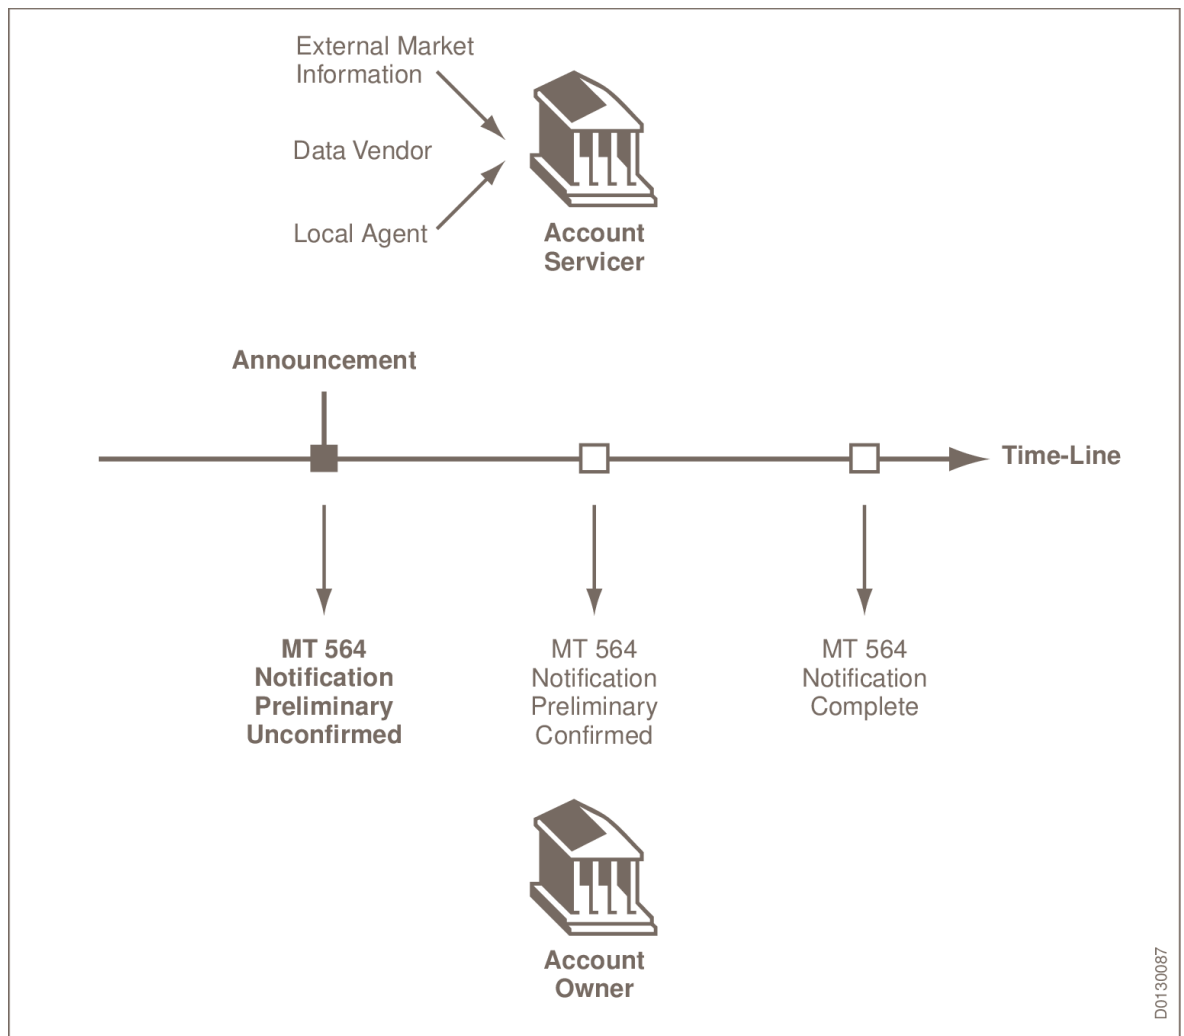 External Market
Information
Data Vendor
Local Agent
Account
Servicer
Announcement
Time-Line
MT 564
Notification
Preliminary
Unconfirmed
MT 564
Notification
Preliminary
Confirmed
MT 564
Notification
Complete
Account
Owner
D0130087